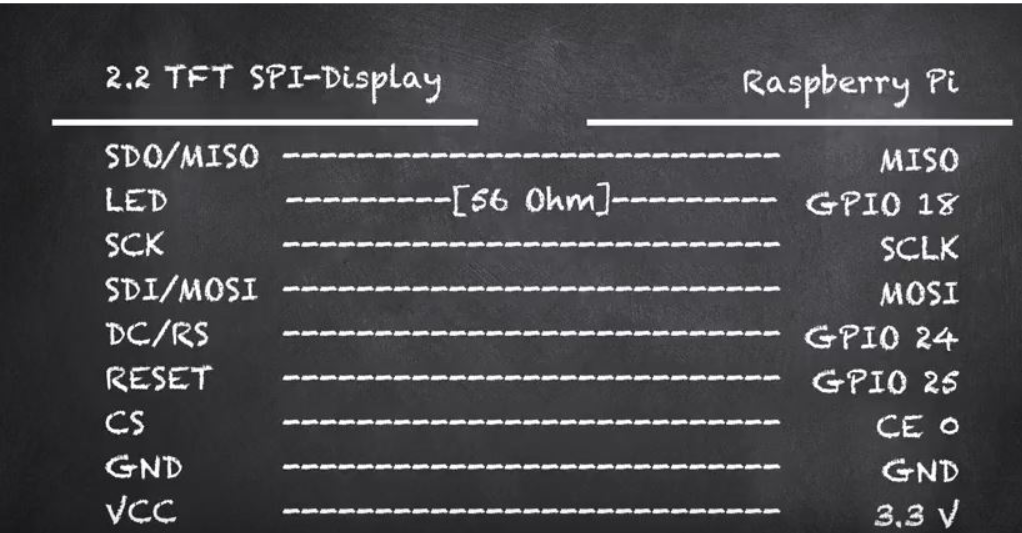 2.2 TFT SPI-Display Raspberry Pi
SDO/MISO ---------------------------- MISO
LED ---------[56 Ohm]--------- GPIO 18
SCK ---------------------------- SCLK
SDI/MOSI ---------------------------- MOSI
DC/RS ---------------------------- GPIO 24
RESET ---------------------------- GPIO 25
CS ---------------------------- CE 0
GND ---------------------------- GND
VCC ---------------------------- 3.3 V